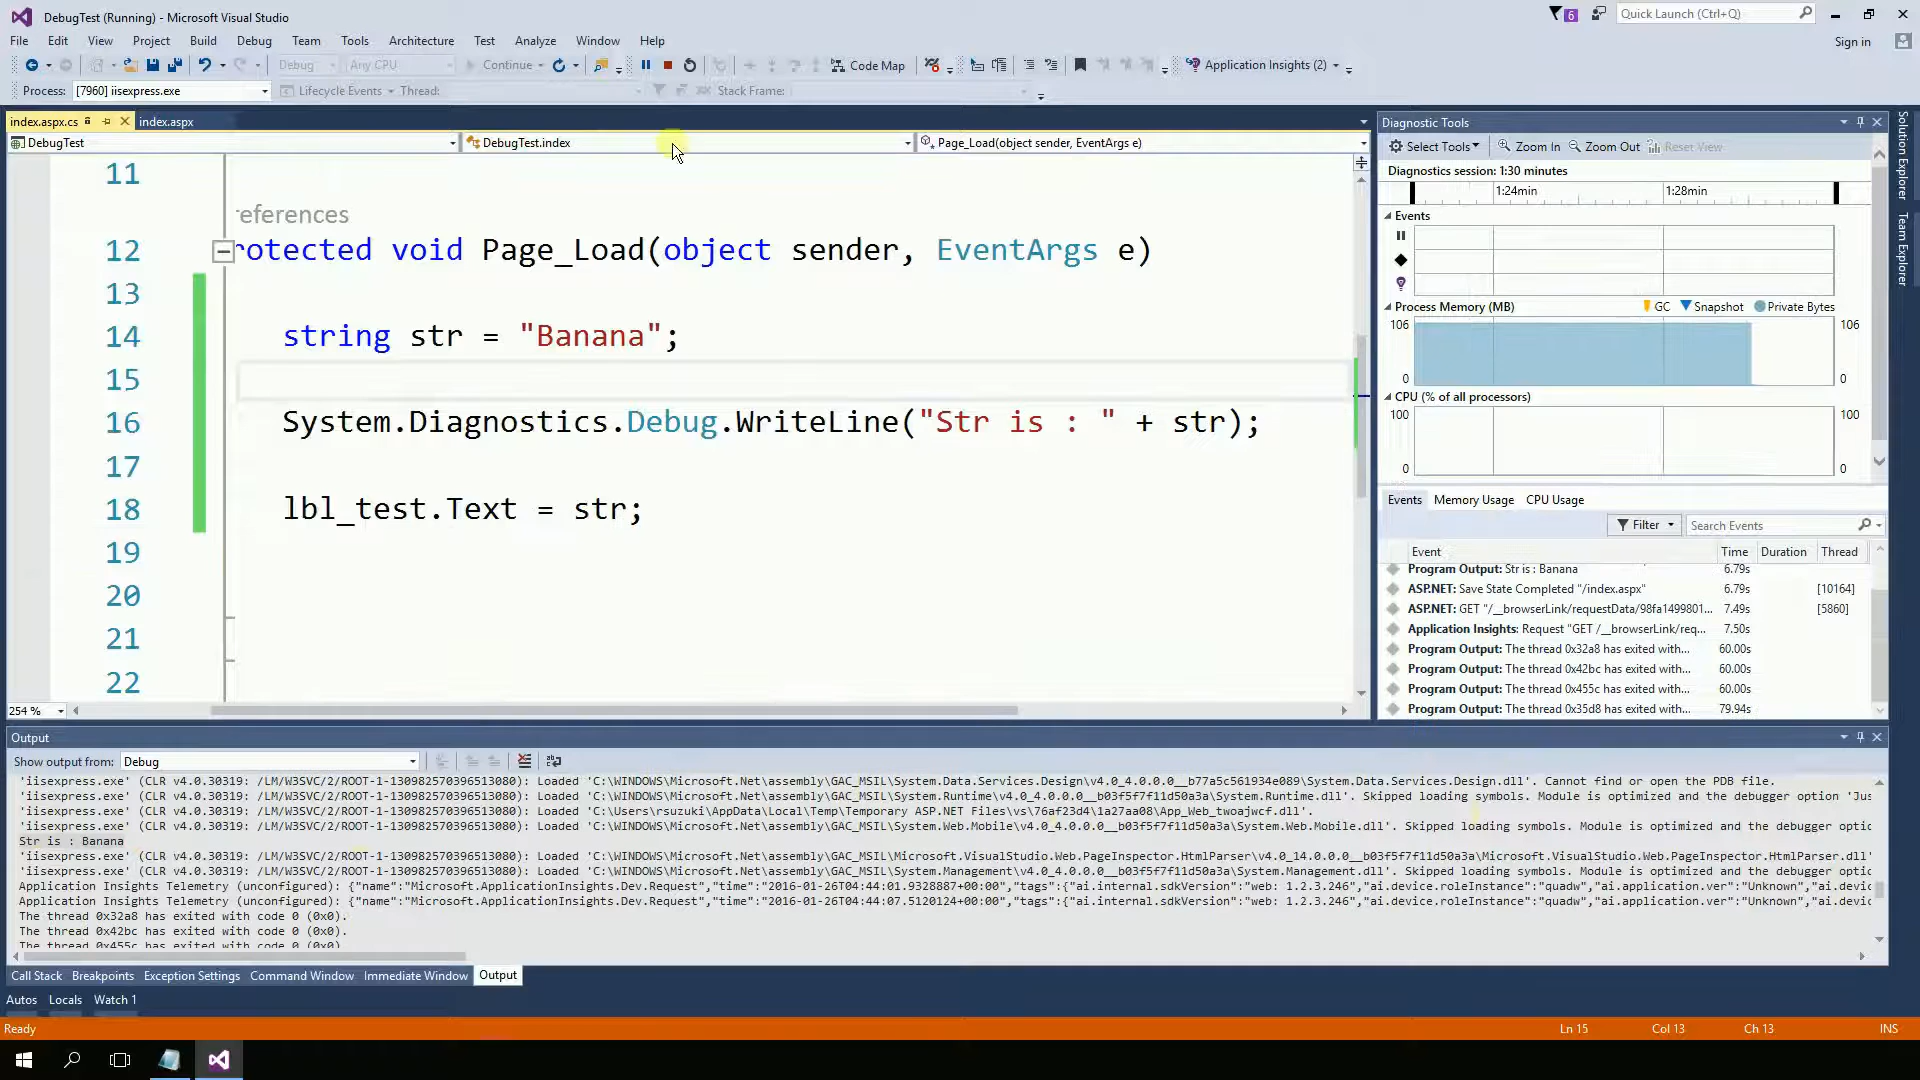 DebugTest (Running) - Microsoft Visual Studio
6
Quick Launch (Ctrl+Q)
File Edit View Project Build Debug Team Tools Architecture Test Analyze Window Help
Sign in
Debug Any CPU Continue Code Map Application Insights (2)
Process: [7960] iisexpress.exe Lifecycle Events Thread: Stack Frame:
index.aspx.cs index.aspx
DebugTest DebugTest.index Page_Load(object sender, EventArgs e)
11
references
12 rotected void Page_Load(object sender, EventArgs e)
13
14 string str = "Banana";
15
16 System.Diagnostics.Debug.WriteLine("Str is : " + str);
17
18 lbl_test.Text = str;
19
20
21
22
254 %
Diagnostic Tools
Select Tools Zoom In Zoom Out Reset View
Diagnostics session: 1:30 minutes
1:24min 1:28min
Events
Process Memory (MB) GC Snapshot Private Bytes
106 106
0 0
CPU (% of all processors)
100 100
0 0
Events Memory Usage CPU Usage
Filter Search Events
Event Time Duration Thread
Program Output: Str is : Banana 6.79s
ASP.NET: Save State Completed "/index.aspx" 6.79s [10164]
ASP.NET: GET "/__browserLink/requestData/98fa1499801... 7.49s [5860]
Application Insights: Request "GET /__browserLink/req... 7.50s
Program Output: The thread 0x32a8 has exited with... 60.00s
Program Output: The thread 0x42bc has exited with... 60.00s
Program Output: The thread 0x455c has exited with... 60.00s
Program Output: The thread 0x35d8 has exited with... 79.94s
Solution Explorer
Team Explorer
Output
Show output from: Debug
'iisexpress.exe' (CLR v4.0.30319: /LM/W3SVC/2/ROOT-1-130982570396513080): Loaded 'C:\WINDOWS\Microsoft.Net\assembly\GAC_MSIL\System.Data.Services.Design\v4.0_4.0.0.0__b77a5c561934e089\System.Data.Services.Design.dll'. Cannot find or open the PDB file.
'iisexpress.exe' (CLR v4.0.30319: /LM/W3SVC/2/ROOT-1-130982570396513080): Loaded 'C:\WINDOWS\Microsoft.Net\assembly\GAC_MSIL\System.Runtime\v4.0_4.0.0.0__b03f5f7f11d50a3a\System.Runtime.dll'. Skipped loading symbols. Module is optimized and the debugger option 'Jus
'iisexpress.exe' (CLR v4.0.30319: /LM/W3SVC/2/ROOT-1-130982570396513080): Loaded 'C:\Users\rsuzuki\AppData\Local\Temp\Temporary ASP.NET Files\vs\76af23d4\1a27aa08\App_Web_twoajwcf.dll'.
'iisexpress.exe' (CLR v4.0.30319: /LM/W3SVC/2/ROOT-1-130982570396513080): Loaded 'C:\WINDOWS\Microsoft.Net\assembly\GAC_MSIL\System.Web.Mobile\v4.0_4.0.0.0__b03f5f7f11d50a3a\System.Web.Mobile.dll'. Skipped loading symbols. Module is optimized and the debugger optio
Str is : Banana
'iisexpress.exe' (CLR v4.0.30319: /LM/W3SVC/2/ROOT-1-130982570396513080): Loaded 'C:\WINDOWS\Microsoft.Net\assembly\GAC_MSIL\Microsoft.VisualStudio.Web.PageInspector.HtmlParser\v4.0_14.0.0.0__b03f5f7f11d50a3a\Microsoft.VisualStudio.Web.PageInspector.HtmlParser.dll'
'iisexpress.exe' (CLR v4.0.30319: /LM/W3SVC/2/ROOT-1-130982570396513080): Loaded 'C:\WINDOWS\Microsoft.Net\assembly\GAC_MSIL\System.Management\v4.0_4.0.0.0__b03f5f7f11d50a3a\System.Management.dll'. Skipped loading symbols. Module is optimized and the debugger optio
Application Insights Telemetry (unconfigured): {"name":"Microsoft.ApplicationInsights.Dev.Request","time":"2016-01-26T04:44:01.9328887+00:00","tags":{"ai.internal.sdkVersion":"web: 1.2.3.246","ai.device.roleInstance":"quadw","ai.application.ver":"Unknown","ai.devic
Application Insights Telemetry (unconfigured): {"name":"Microsoft.ApplicationInsights.Dev.Request","time":"2016-01-26T04:44:07.5120124+00:00","tags":{"ai.internal.sdkVersion":"web: 1.2.3.246","ai.device.roleInstance":"quadw","ai.application.ver":"Unknown","ai.devic
The thread 0x32a8 has exited with code 0 (0x0).
The thread 0x42bc has exited with code 0 (0x0).
The thread 0x455c has exited with code 0 (0x0).
Call Stack Breakpoints Exception Settings Command Window Immediate Window Output
Autos Locals Watch 1
Ready Ln 15 Col 13 Ch 13 INS